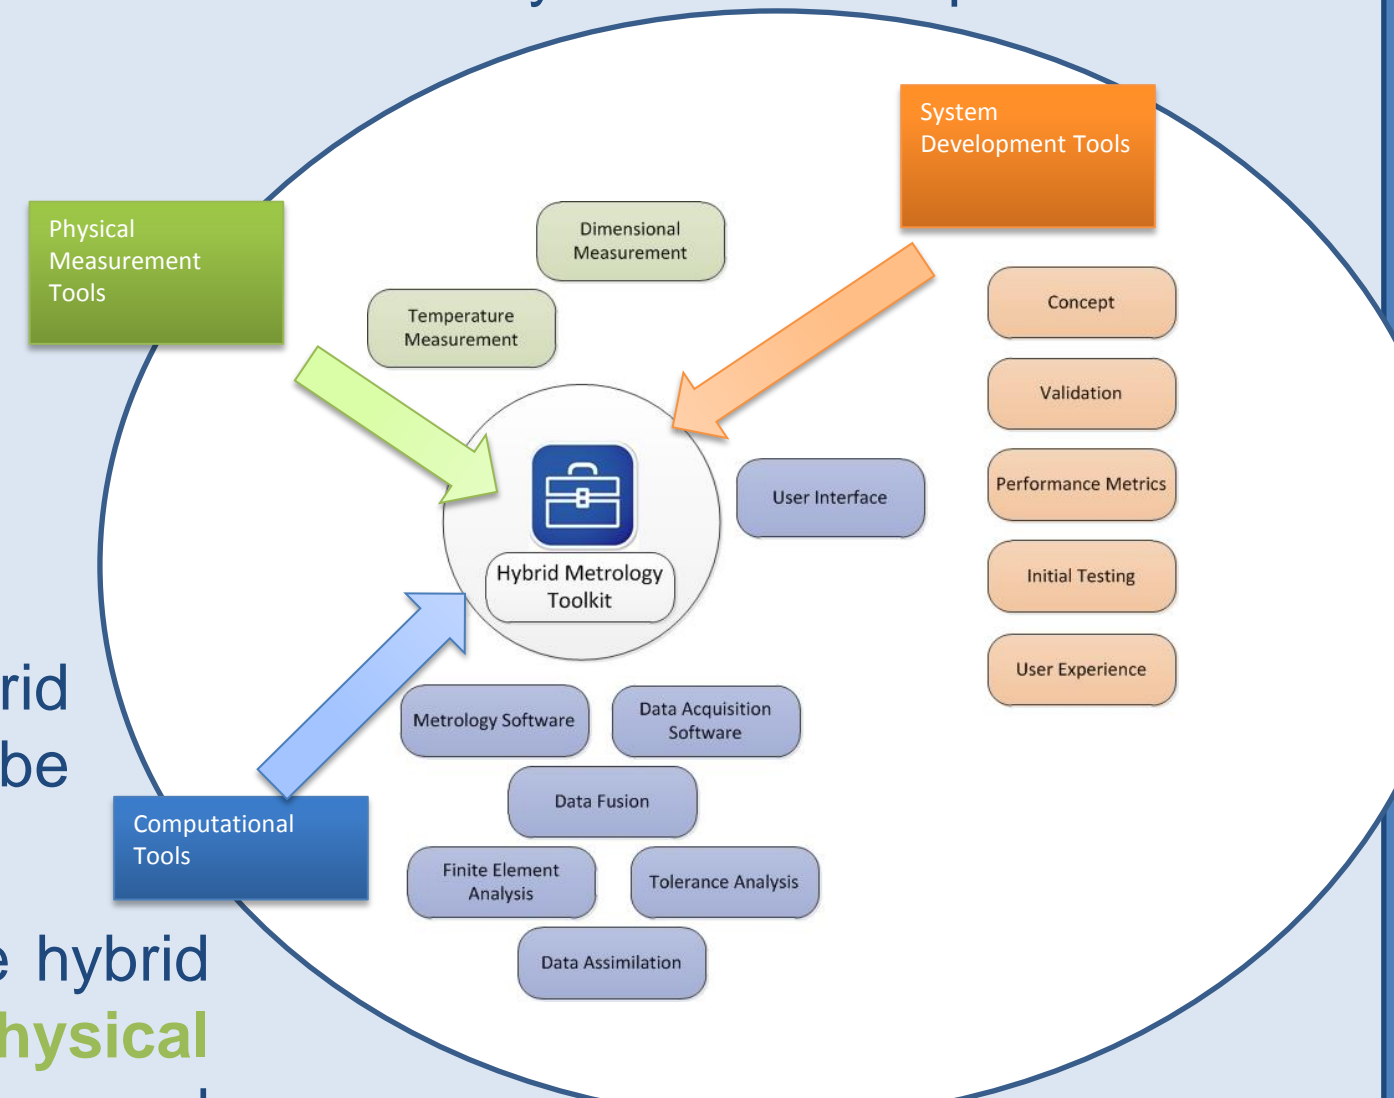 System
Development Tools
Physical
Measurement
Tools
Dimensional
Measurement
Temperature
Measurement
Concept
Validation
Performance Metrics
Initial Testing
User Experience
User Interface
Hybrid Metrology
Toolkit
rid
be
Metrology Software
Data Acquisition
Software
Data Fusion
Computational
Tools
Finite Element
Analysis
Tolerance Analysis
Data Assimilation
e hybrid
hysical